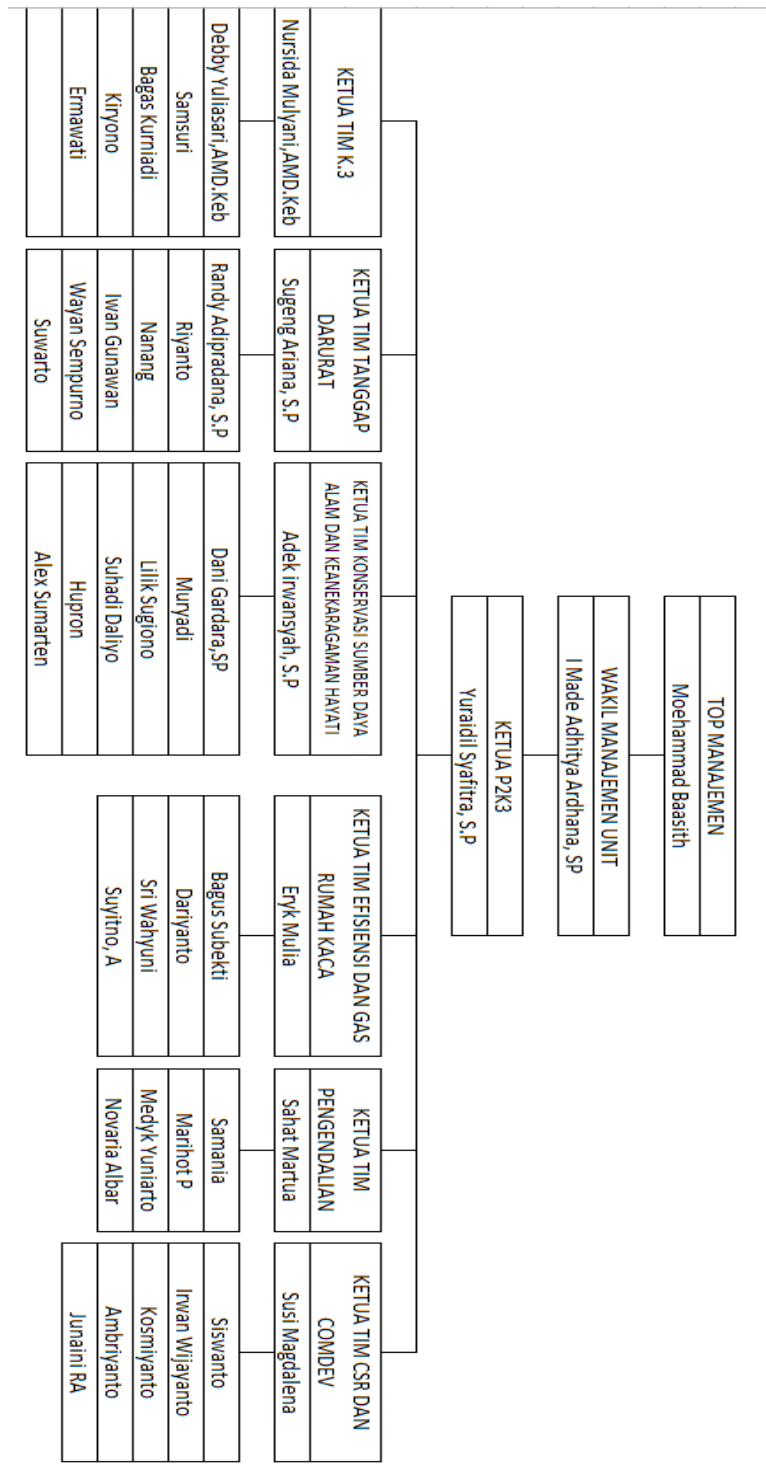 TOP MANAJEMEN
Moehammad Baasith
WAKIL MANAJEMEN UNIT
I Made Adhitya Ardhana, SP
KETUA P2K3
Yuraidil Syafitra, S.P
KETUA TIM K.3
Nursida Mulyani,AMD.Keb
Debby Yuliasari,AMD.Keb
Samsuri
Bagas Kurniadi
Kiryono
Ermawati
KETUA TIM TANGGAP
DARURAT
Sugeng Ariana, S.P
Randy Adipradana, S.P
Riyanto
Nanang
Iwan Gunawan
Wayan Sempurno
Suwarto
KETUA TIM KONSERVASI SUMBER DAYA
ALAM DAN KEANEKARAGAMAN HAYATI
Adek irwansyah, S.P
Dani Gardara,SP
Muryadi
Lilik Sugiono
Suhadi Daliyo
Hupron
Alex Sumarten
KETUA TIM EFISIENSI DAN GAS
RUMAH KACA
Eryk Mulia
Bagus Subekti
Dariyanto
Sri Wahyuni
Suyitno, A
KETUA TIM
PENGENDALIAN
Sahat Martua
Samania
Marihot P
Medyk Yuniarto
Novaria Albar
KETUA TIM CSR DAN
COMDEV
Susi Magdalena
Siswanto
Irwan Wijayanto
Kosmiyanto
Ambriyanto
Junaini RA